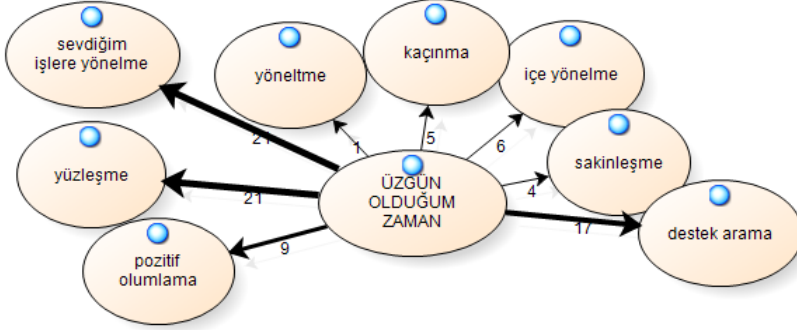 sevdiğim
işlere yönelme
yöneltme
kaçınma
içe yönelme
21
1
5
6
yüzleşme
21
ÜZGÜN
OLDUĞUM
ZAMAN
4
sakinleşme
17
destek arama
9
pozitif
olumlama